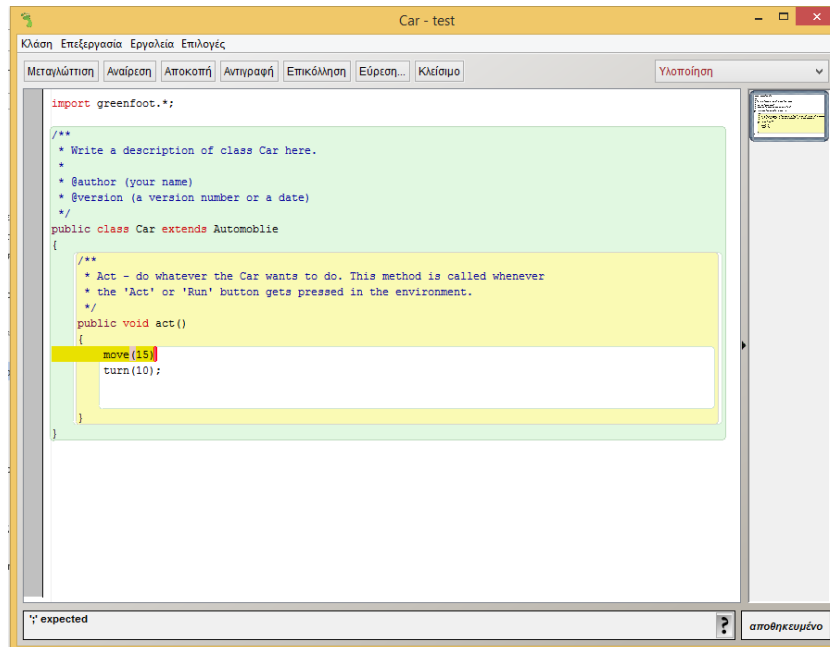 Car - test
Κλάση Επεξεργασία Εργαλεία Επιλογές
Μεταγλώττιση Αναίρεση Αποκοπή Αντιγραφή Επικόλληση Εύρεση... Κλείσιμο Υλοποίηση
import greenfoot.*;
/**
* Write a description of class Car here.
*
* @author (your name)
* @version (a version number or a date)
*/
public class Car extends Automoblie
{
/**
* Act - do whatever the Car wants to do. This method is called whenever
* the 'Act' or 'Run' button gets pressed in the environment.
*/
public void act()
{
move(15)
turn(10);
}
}
';' expected
? αποθηκευμένο